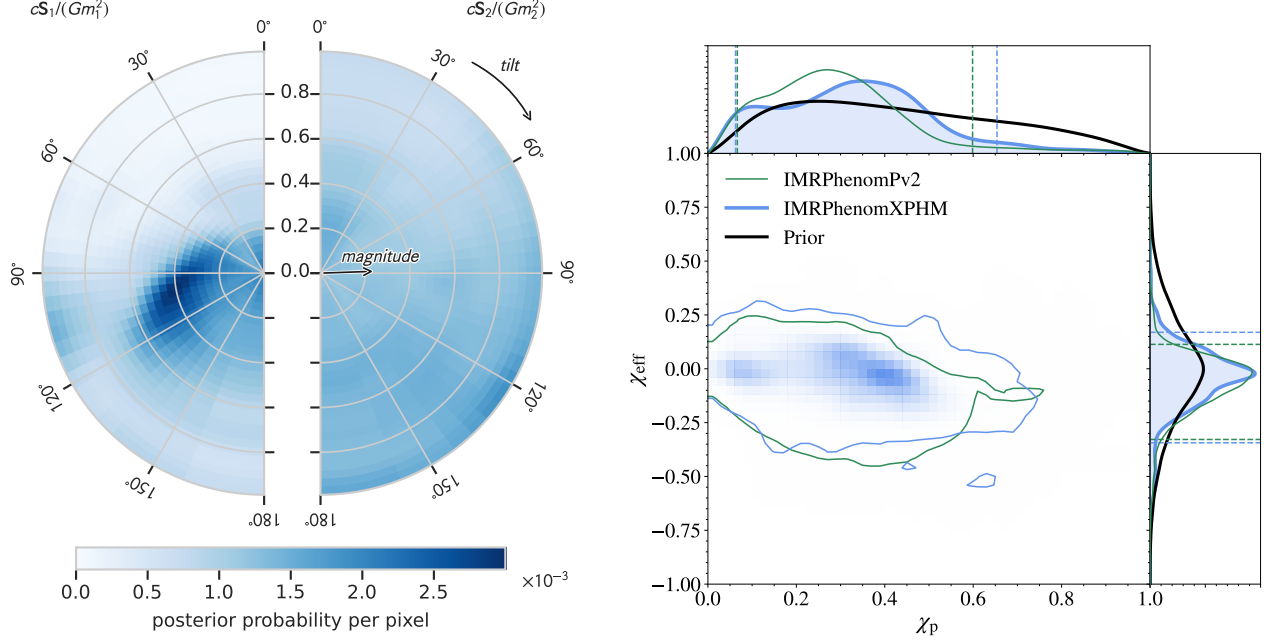 cS₁/(Gm₁²)
cS₂/(Gm₂²)
0°
0°
30°
30°
tilt
60°
60°
0.8
0.6
0.4
0.2
0.0
magnitude
90°
90°
120°
120°
150°
150°
180°
180°
0.0 0.5 1.0 1.5 2.0 2.5
×10⁻³
posterior probability per pixel
IMRPhenomPv2
IMRPhenomXPHM
Prior
1.00
0.75
0.50
0.25
0.00
−0.25
−0.50
−0.75
−1.00
χeff
0.0 0.2 0.4 0.6 0.8 1.0
χp